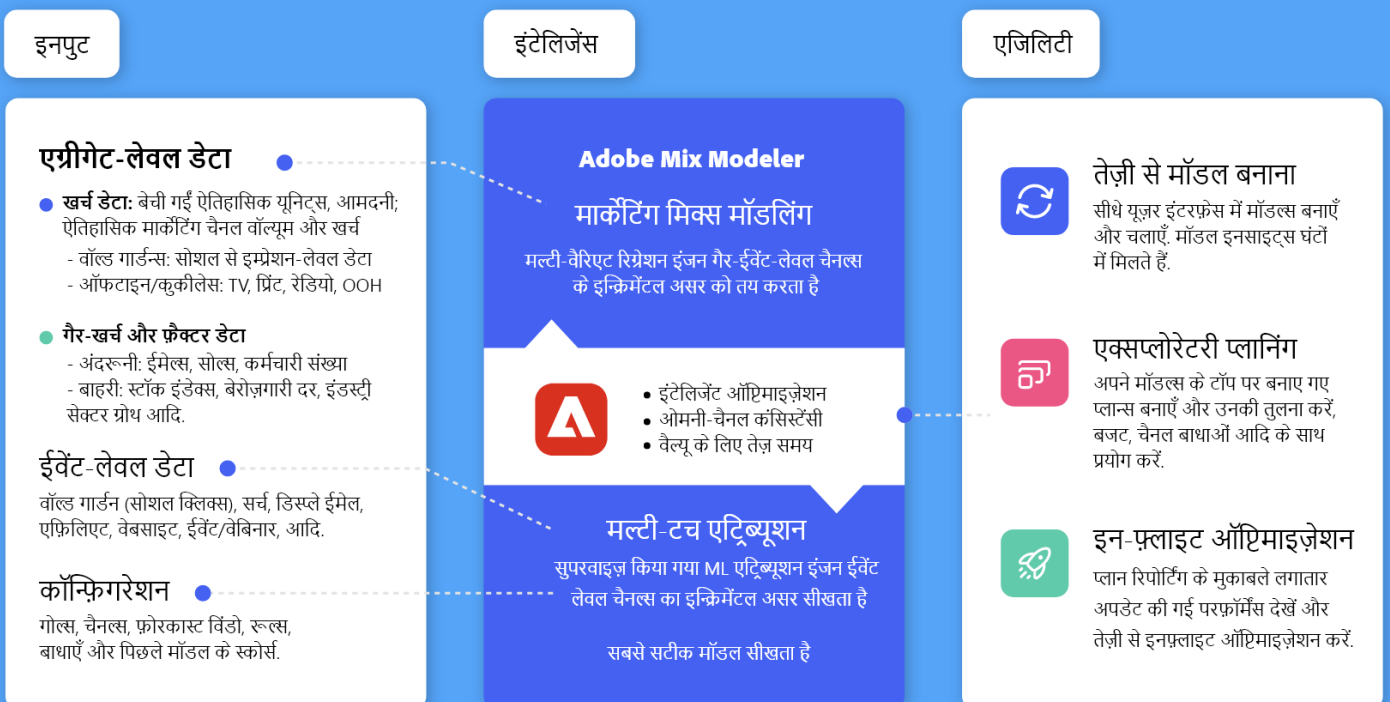 इनपुट
एग्रीगेट-लेवल डेटा
खर्च डेटा: बेची गईं ऐतिहासिक यूनिट्स, आमदनी;
ऐतिहासिक मार्केटिंग चैनल वॉल्यूम और खर्च
- वॉल्ड गार्डन्स: सोशल से इम्प्रेशन-लेवल डेटा
- ऑफटाइन/कुकीलेस: TV, प्रिंट, रेडियो, OOH
गैर-खर्च और फ़ैक्टर डेटा
- अंदरूनी: ईमेल्स, सोल्स, कर्मचारी संख्या
- बाहरी: स्टॉक इंडेक्स, बेरोज़गारी दर, इंडस्ट्री
सेक्टर ग्रोथ आदि.
ईवेंट-लेवल डेटा
वॉल्ड गार्डन (सोशल क्लिक्स), सर्च, डिस्प्ले ईमेल,
एफ़िलिएट, वेबसाइट, ईवेंट/वेबिनार, आदि.
कॉन्फ़िगरेशन
गोल्स, चैनल्स, फ़ोरकास्ट विंडो, रूल्स,
बाधाएँ और पिछले मॉडल के स्कोर्स.
इंटेलिजेंस
Adobe Mix Modeler
मार्केटिंग मिक्स मॉडलिंग
मल्टी-वैरिएट रिग्रेशन इंजन गैर-ईवेंट-लेवल चैनल्स
के इन्क्रिमेंटल असर को तय करता है
• इंटेलिजेंट ऑप्टिमाइज़ेशन
• ओमनी-चैनल कंसिस्टेंसी
• वैल्यू के लिए तेज़ समय
मल्टी-टच एट्रिब्यूशन
सुपरवाइज़ किया गया ML एट्रिब्यूशन इंजन ईवेंट
लेवल चैनल्स का इन्क्रिमेंटल असर सीखता है
सबसे सटीक मॉडल सीखता है
एजिलिटी
तेज़ी से मॉडल बनाना
सीधे यूज़र इंटरफ़ेस में मॉडल्स बनाएँ
और चलाएँ. मॉडल इनसाइट्स घंटों
में मिलते हैं.
एक्सप्लोरेटरी प्लानिंग
अपने मॉडल्स के टॉप पर बनाए गए
प्लान्स बनाएँ और उनकी तुलना करें,
बजट, चैनल बाधाओं आदि के साथ
प्रयोग करें.
इन-फ़्लाइट ऑप्टिमाइज़ेशन
प्लान रिपोर्टिंग के मुकाबले लगातार
अपडेट की गई परफ़ॉर्मेंस देखें और
तेज़ी से इनफ़्लाइट ऑप्टिमाइज़ेशन करें.